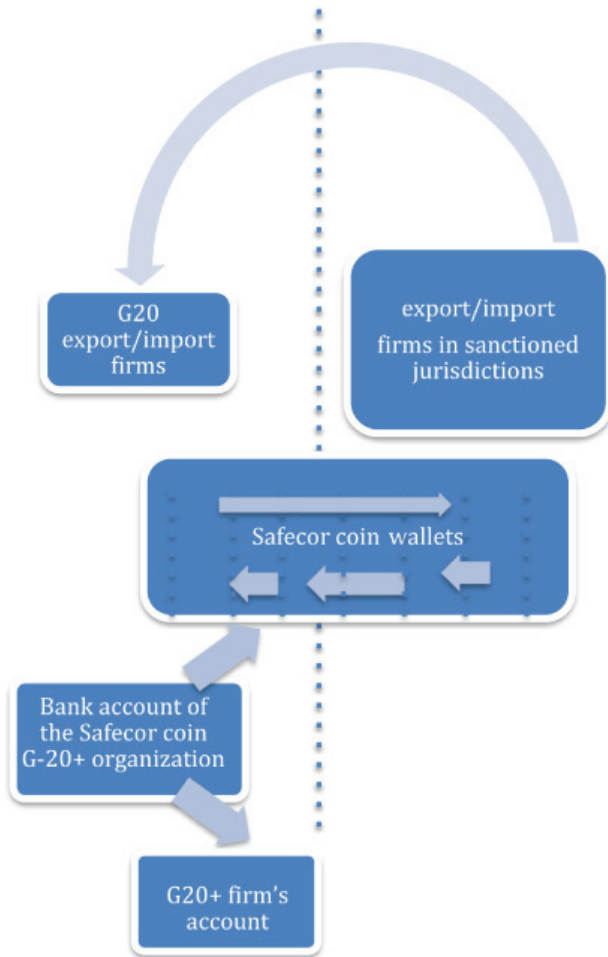 G20
export/import
firms
export/import
firms in sanctioned
jurisdictions
Safecor coin wallets
Bank account of
the Safecor coin
G-20+ organization
G20+ firm's
account